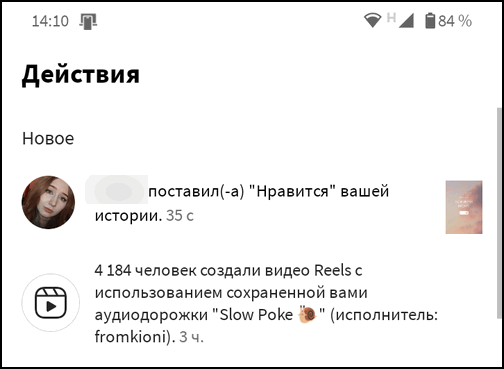 14:10 H 84 %
Действия
Новое
поставил(-а) "Нравится" вашей
истории. 35 с
4 184 человек создали видео Reels с
использованием сохраненной вами
аудиодорожки "Slow Poke 🐌" (исполнитель:
fromkioni). 3 ч.